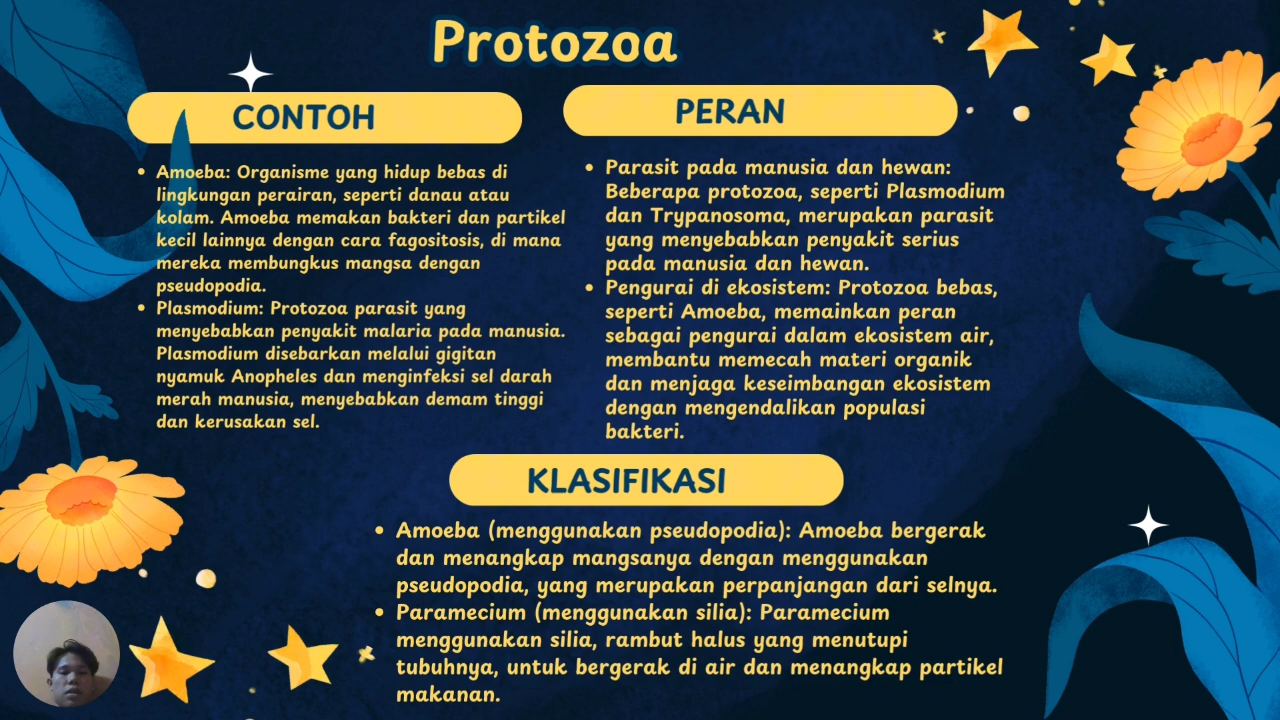 Protozoa
CONTOH
Amoeba: Organisme yang hidup bebas di
lingkungan perairan, seperti danau atau
kolam. Amoeba memakan bakteri dan partikel
kecil lainnya dengan cara fagositosis, di mana
mereka membungkus mangsa dengan
pseudopodia.
Plasmodium: Protozoa parasit yang
menyebabkan penyakit malaria pada manusia.
Plasmodium disebarkan melalui gigitan
nyamuk Anopheles dan menginfeksi sel darah
merah manusia, menyebabkan demam tinggi
dan kerusakan sel.
PERAN
Parasit pada manusia dan hewan:
Beberapa protozoa, seperti Plasmodium
dan Trypanosoma, merupakan parasit
yang menyebabkan penyakit serius
pada manusia dan hewan.
Pengurai di ekosistem: Protozoa bebas,
seperti Amoeba, memainkan peran
sebagai pengurai dalam ekosistem air,
membantu memecah materi organik
dan menjaga keseimbangan ekosistem
dengan mengendalikan populasi
bakteri.
KLASIFIKASI
Amoeba (menggunakan pseudopodia): Amoeba bergerak
dan menangkap mangsanya dengan menggunakan
pseudopodia, yang merupakan perpanjangan dari selnya.
Paramecium (menggunakan silia): Paramecium
menggunakan silia, rambut halus yang menutupi
tubuhnya, untuk bergerak di air dan menangkap partikel
makanan.